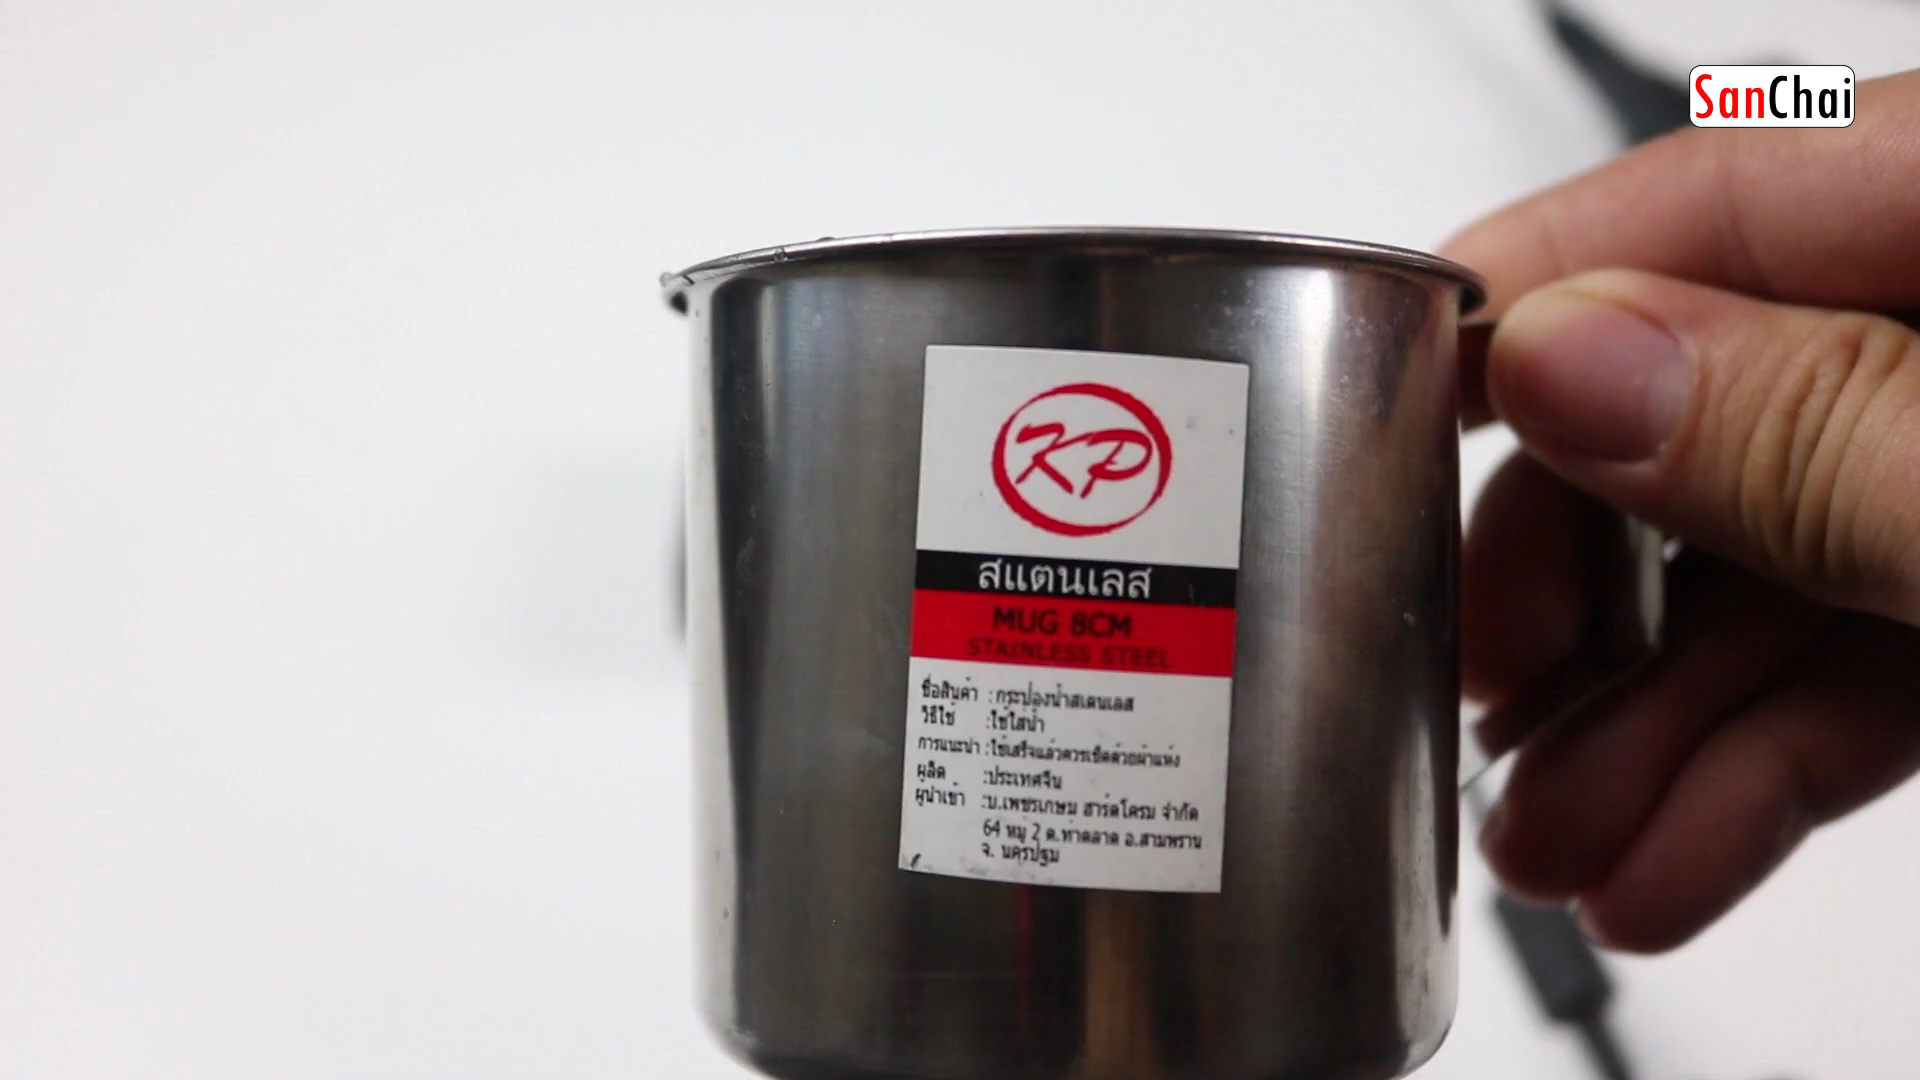 SanChai
KP
สแตนเลส
MUG 8CM
STAINLESS STEEL
ชื่อสินค้า : กระป๋องน้ำสเตนเลส
วิธีใช้ :ใช้ใส่น้ำ
การแนะนำ :ใช้เสร็จแล้วควรเช็ดด้วยผ้าแห้ง
ผู้ผลิต :ประเทศจีน
ผู้นำเข้า :บ.เพชรเกษม ฮาร์ดโครม จำกัด
64 หมู่ 2 ต.ท่าตลาด อ.สามพราน
จ. นครปฐม